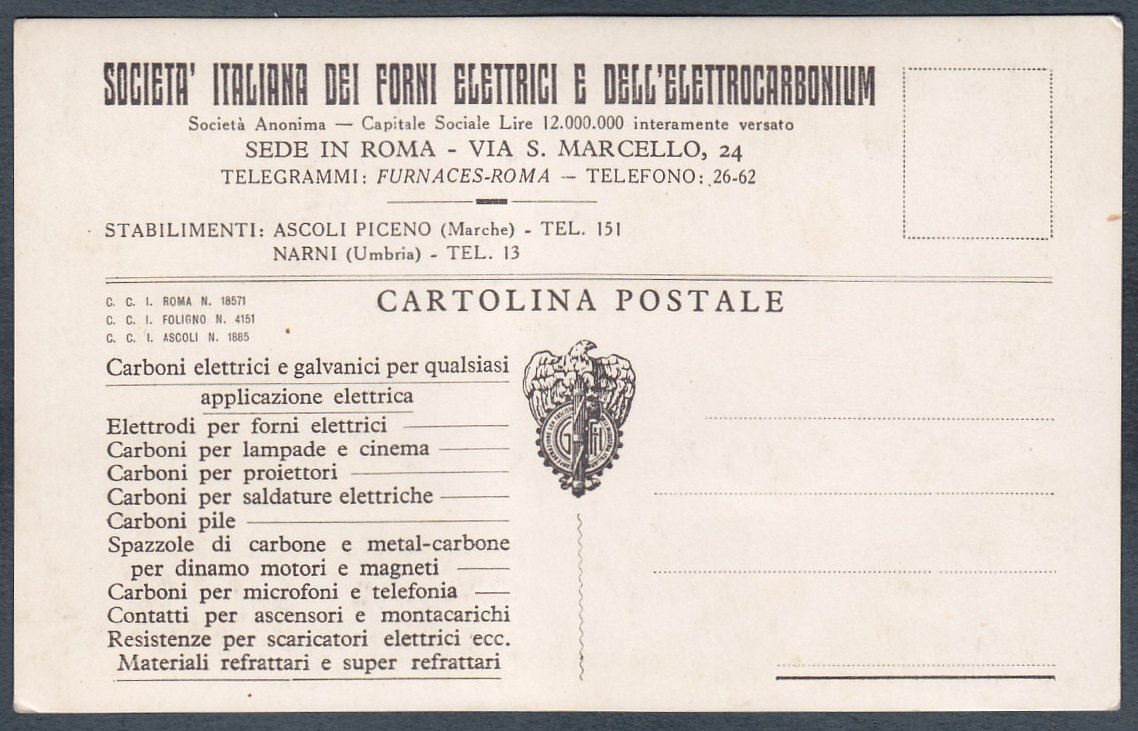 SOCIETA' ITALIANA DEI FORNI ELETTRICI E DELL'ELETTROCARBONIUM
Società Anonima — Capitale Sociale Lire 12.000.000 interamente versato
SEDE IN ROMA - VIA S. MARCELLO, 24
TELEGRAMMI: FURNACES-ROMA — TELEFONO: 26-62
STABILIMENTI: ASCOLI PICENO (Marche) - TEL. 151
NARNI (Umbria) - TEL. 13
C. C. I. ROMA N. 18571
C. C. I. FOLIGNO N. 4151
C. C. I. ASCOLI N. 1885
CARTOLINA POSTALE
Carboni elettrici e galvanici per qualsiasi
applicazione elettrica
Elettrodi per forni elettrici
Carboni per lampade e cinema
Carboni per proiettori
Carboni per saldature elettriche
Carboni pile
Spazzole di carbone e metal-carbone
per dinamo motori e magneti
Carboni per microfoni e telefonia
Contatti per ascensori e montacarichi
Resistenze per scaricatori elettrici ecc.
Materiali refrattari e super refrattari